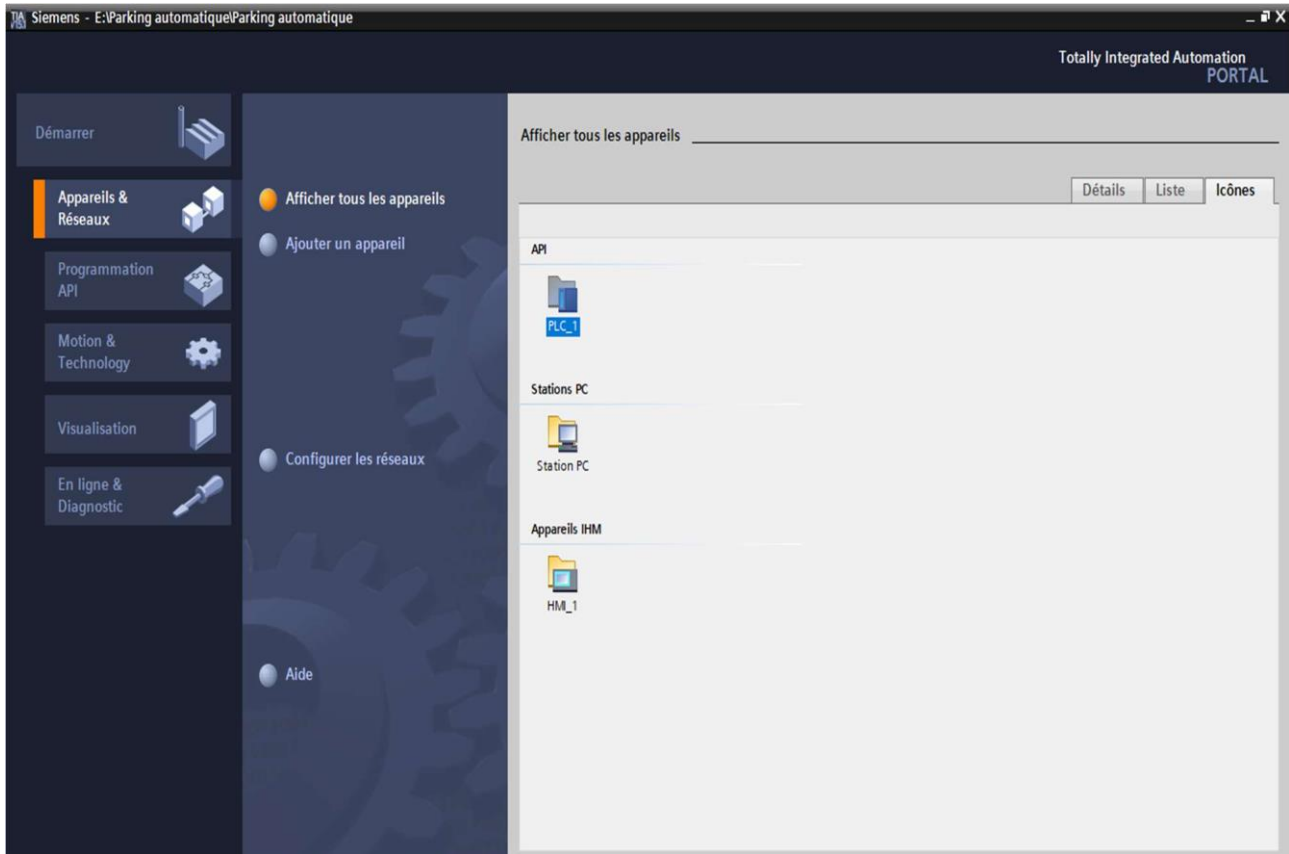 Siemens - E:\Parking automatique\Parking automatique
Totally Integrated Automation
PORTAL
Démarrer
Appareils &
Réseaux
Programmation
API
Motion &
Technology
Visualisation
En ligne &
Diagnostic
Afficher tous les appareils
Ajouter un appareil
Configurer les réseaux
Aide
Afficher tous les appareils
Détails
Liste
Icônes
API
PLC_1
Stations PC
Station PC
Appareils IHM
HMI_1